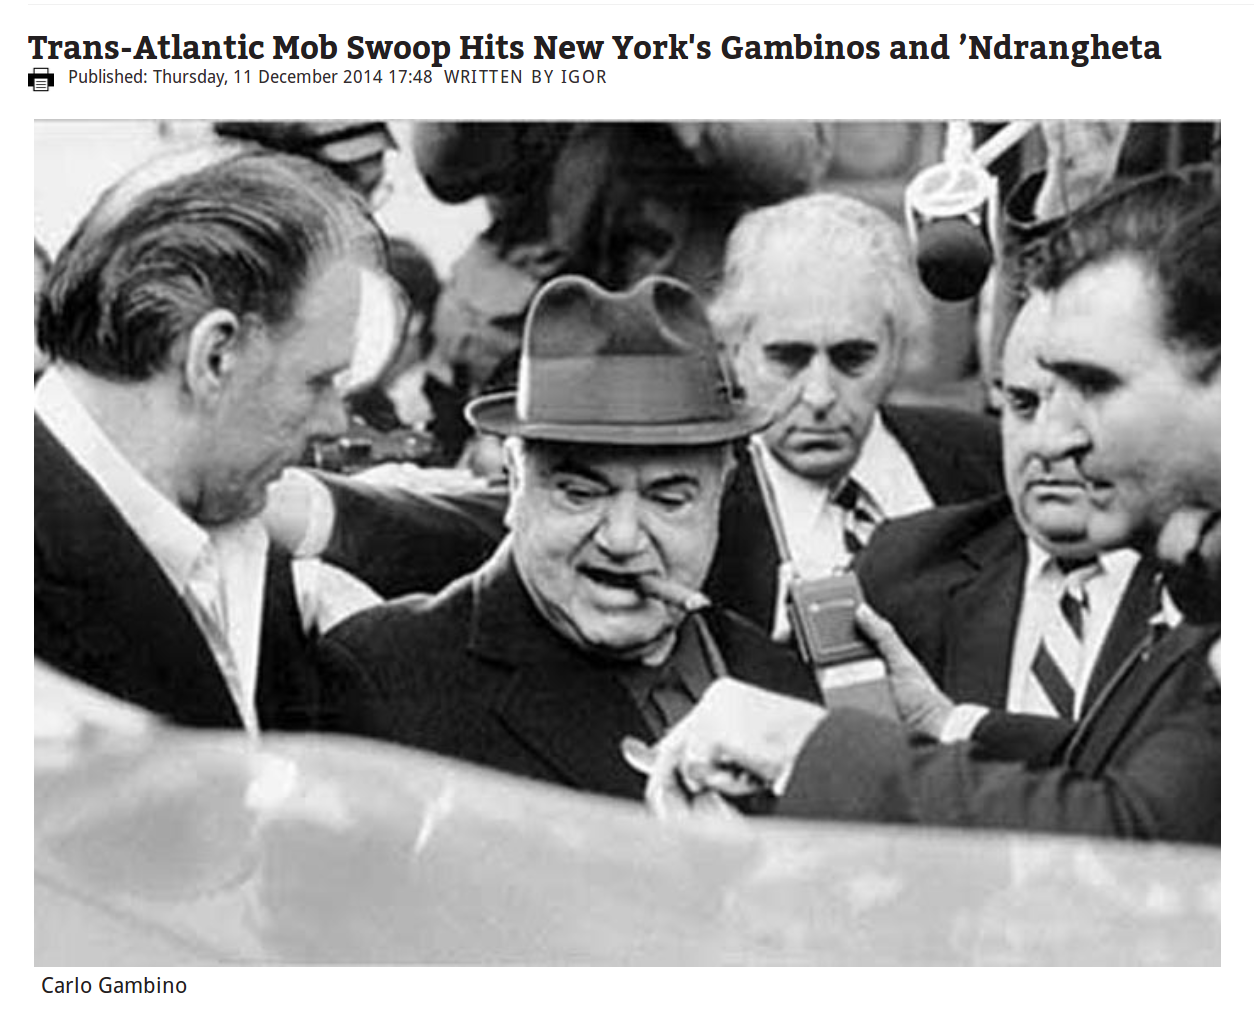 Trans-Atlantic Mob Swoop Hits New York's Gambinos and ’Ndrangheta
Published: Thursday, 11 December 2014 17:48 WRITTEN BY IGOR
Carlo Gambino